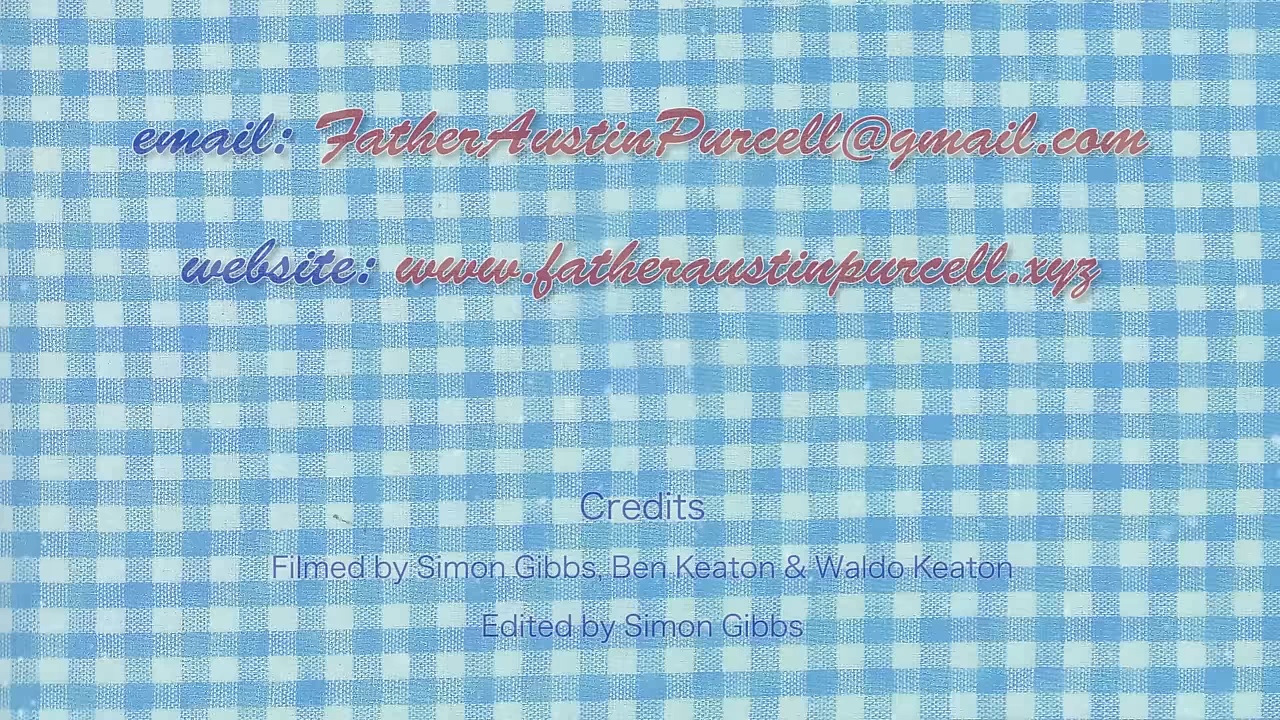 email: FatherAustinPurcell@gmail.com
website: www.fatheraustinpurcell.xyz
Credits
Filmed by Simon Gibbs, Ben Keaton & Waldo Keaton
Edited by Simon Gibbs